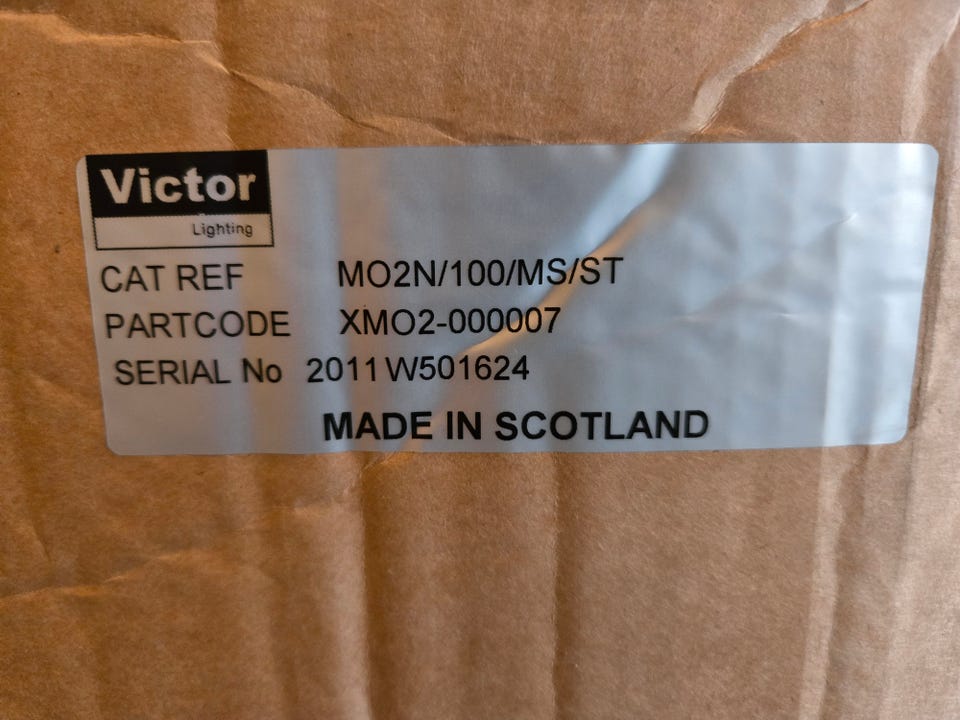 Victor
Lighting
CAT REF MO2N/100/MS/ST
PARTCODE XMO2-000007
SERIAL No 2011W501624
MADE IN SCOTLAND